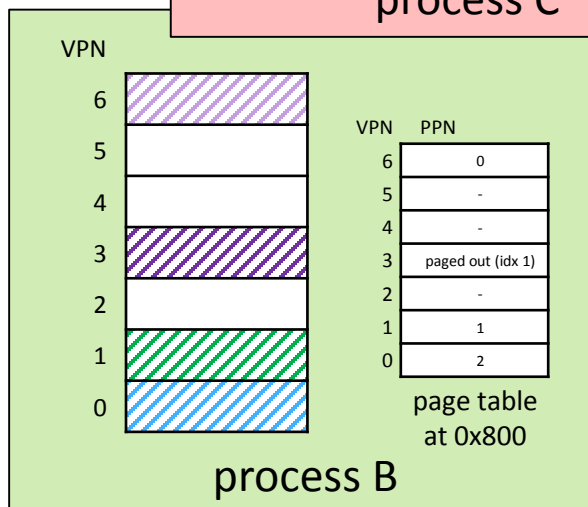 process C
VPN
6
5
4
3
2
1
0
VPN PPN
6 0
5 -
4 -
3 paged out (idx 1)
2 -
1 1
0 2
page table
at 0x800
process B